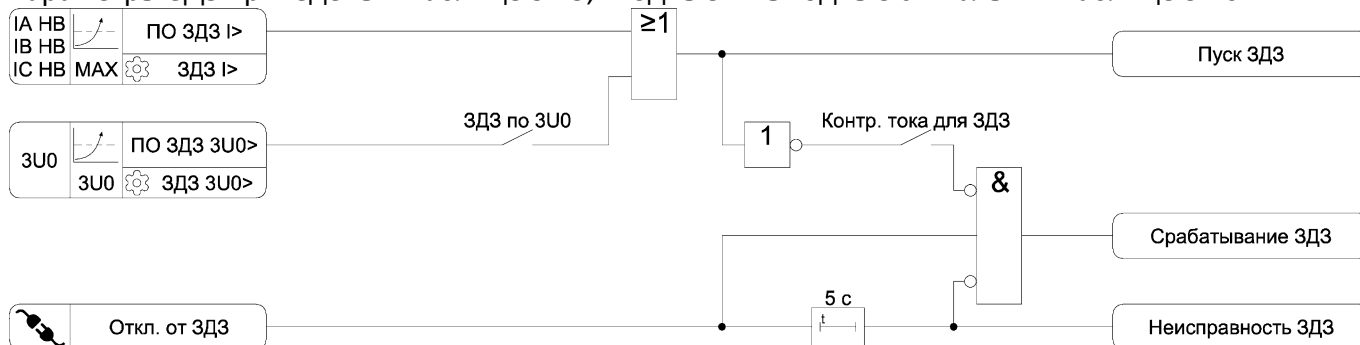 IA НВ
IB НВ
IC НВ
MAX
ПО ЗДЗ I>
ЗДЗ I>
≥1
Пуск ЗДЗ
3U0
3U0
ПО ЗДЗ 3U0>
ЗДЗ 3U0>
ЗДЗ по 3U0
1
Контр. тока для ЗДЗ
&
Срабатывание ЗДЗ
Откл. от ЗДЗ
5 с
t
Неисправность ЗДЗ